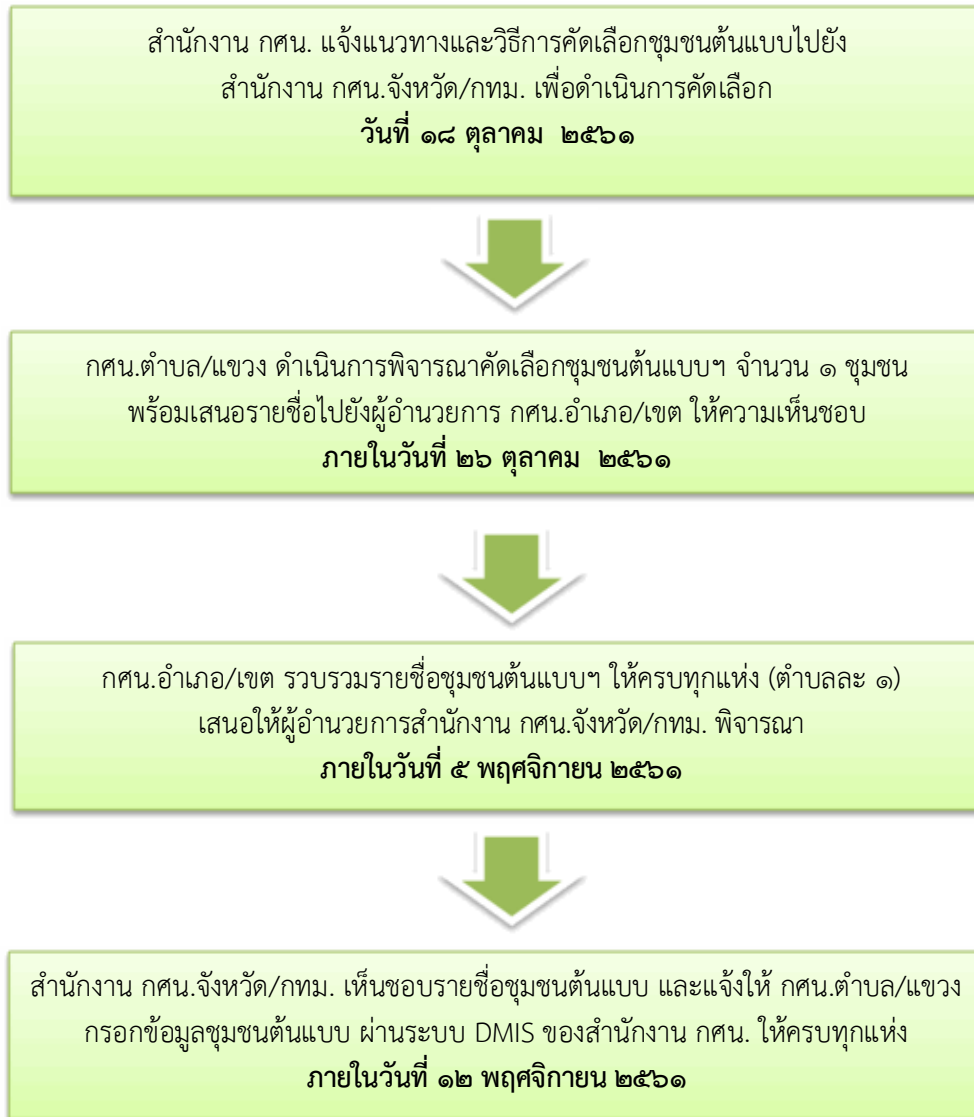 สำนักงาน กศน. แจ้งแนวทางและวิธีการคัดเลือกชุมชนต้นแบบไปยัง
สำนักงาน กศน.จังหวัด/กทม. เพื่อดำเนินการคัดเลือก
วันที่ ๑๘ ตุลาคม ๒๕๖๑
กศน.ตำบล/แขวง ดำเนินการพิจารณาคัดเลือกชุมชนต้นแบบฯ จำนวน ๑ ชุมชน
พร้อมเสนอรายชื่อไปยังผู้อำนวยการ กศน.อำเภอ/เขต ให้ความเห็นชอบ
ภายในวันที่ ๒๖ ตุลาคม ๒๕๖๑
กศน.อำเภอ/เขต รวบรวมรายชื่อชุมชนต้นแบบฯ ให้ครบทุกแห่ง (ตำบลละ ๑)
เสนอให้ผู้อำนวยการสำนักงาน กศน.จังหวัด/กทม. พิจารณา
ภายในวันที่ ๕ พฤศจิกายน ๒๕๖๑
สำนักงาน กศน.จังหวัด/กทม. เห็นชอบรายชื่อชุมชนต้นแบบ และแจ้งให้ กศน.ตำบล/แขวง
กรอกข้อมูลชุมชนต้นแบบ ผ่านระบบ DMIS ของสำนักงาน กศน. ให้ครบทุกแห่ง
ภายในวันที่ ๑๒ พฤศจิกายน ๒๕๖๑